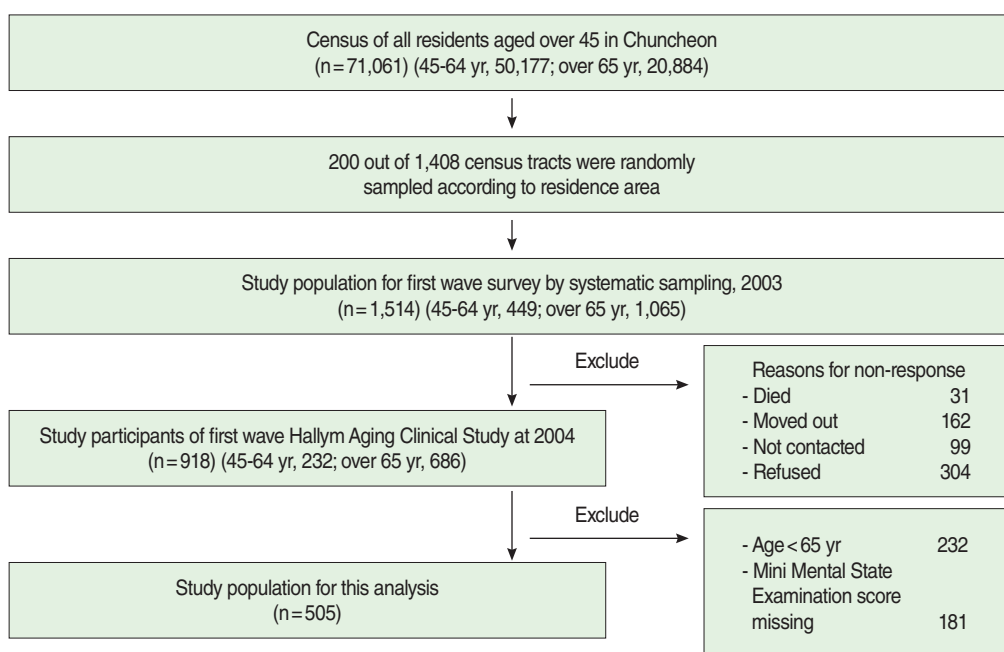 Census of all residents aged over 45 in Chuncheon
(n=71,061) (45-64 yr, 50,177; over 65 yr, 20,884)
200 out of 1,408 census tracts were randomly
sampled according to residence area
Study population for first wave survey by systematic sampling, 2003
(n=1,514) (45-64 yr, 449; over 65 yr, 1,065)
Exclude
Reasons for non-response
- Died 31
- Moved out 162
- Not contacted 99
- Refused 304
Study participants of first wave Hallym Aging Clinical Study at 2004
(n=918) (45-64 yr, 232; over 65 yr, 686)
Exclude
- Age<65 yr 232
- Mini Mental State
Examination score
missing 181
Study population for this analysis
(n=505)